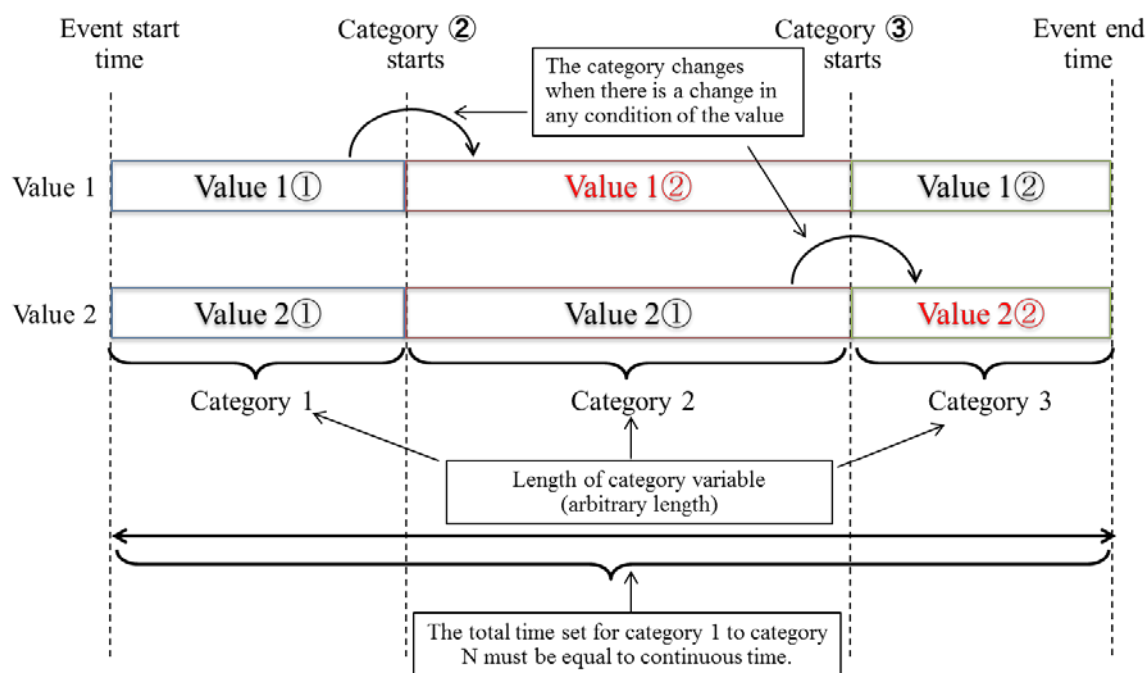 Event start
time
Category ②
starts
Category ③
starts
Event end
time
The category changes
when there is a change in
any condition of the value
Value 1
Value 1①
Value 1②
Value 1②
Value 2
Value 2①
Value 2①
Value 2②
Category 1
Category 2
Category 3
Length of category variable
(arbitrary length)
The total time set for category 1 to category
N must be equal to continuous time.